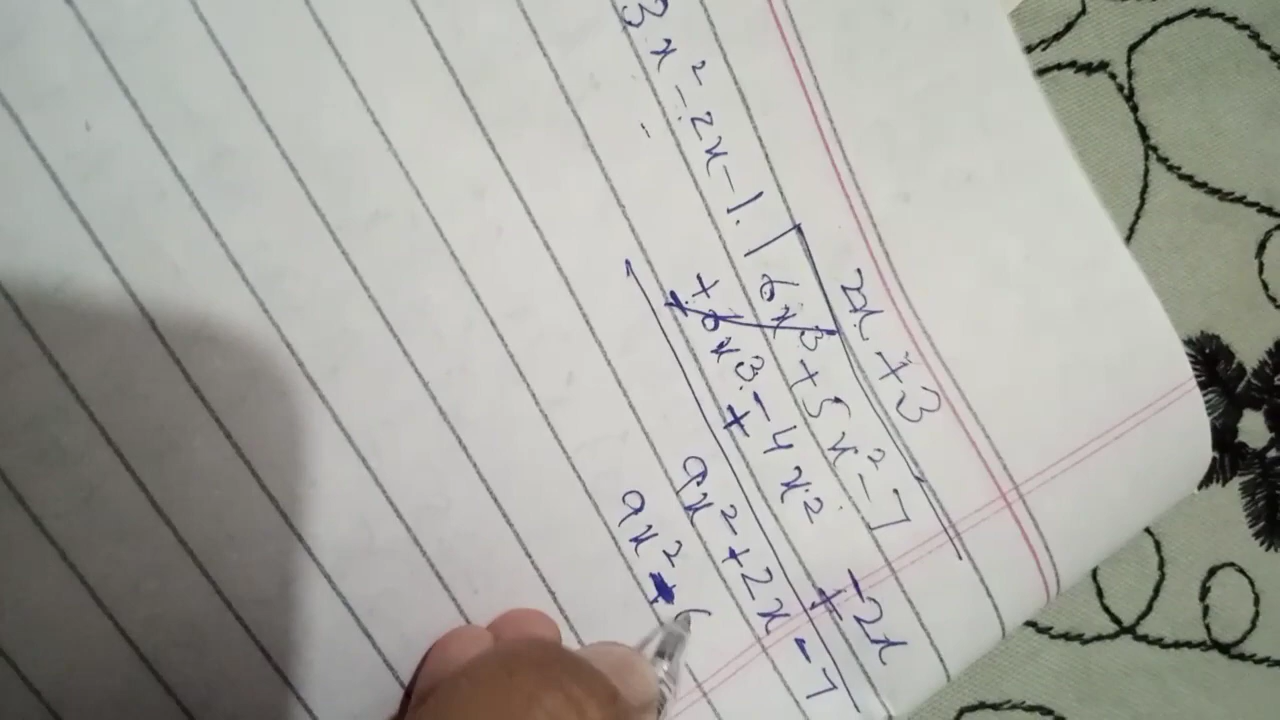 2x + 3
3x² - 2x - 1. 6x³ + 5x² - 7
+6x³ - 4x² - 2x
+ +
9x² + 2x - 7
9x² + 6